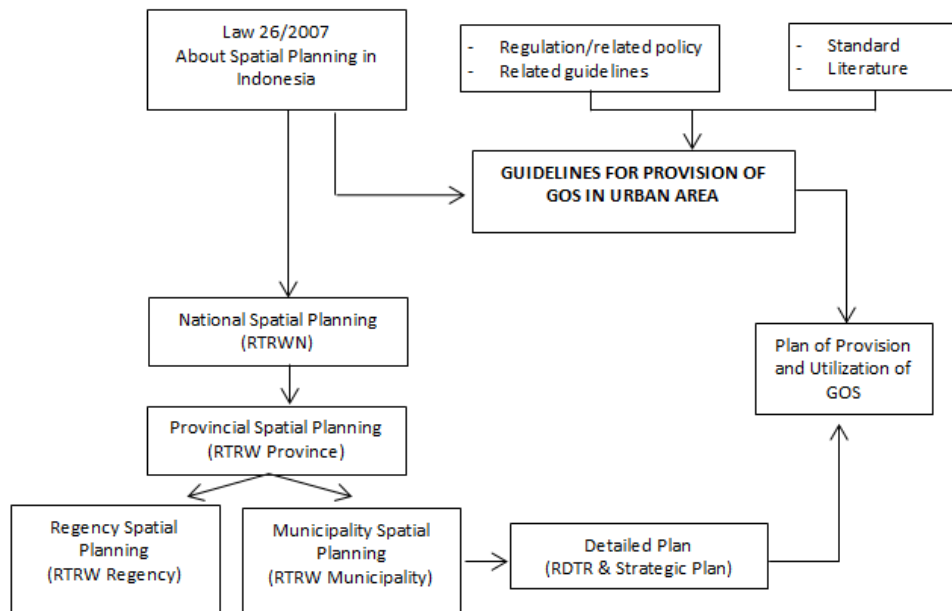 Law 26/2007
About Spatial Planning in
Indonesia
- Regulation/related policy
- Related guidelines
- Standard
- Literature
GUIDELINES FOR PROVISION OF
GOS IN URBAN AREA
National Spatial Planning
(RTRWN)
Plan of Provision
and Utilization of
GOS
Provincial Spatial Planning
(RTRW Province)
Regency Spatial
Planning
(RTRW Regency)
Municipality Spatial
Planning
(RTRW Municipality)
Detailed Plan
(RDTR & Strategic Plan)